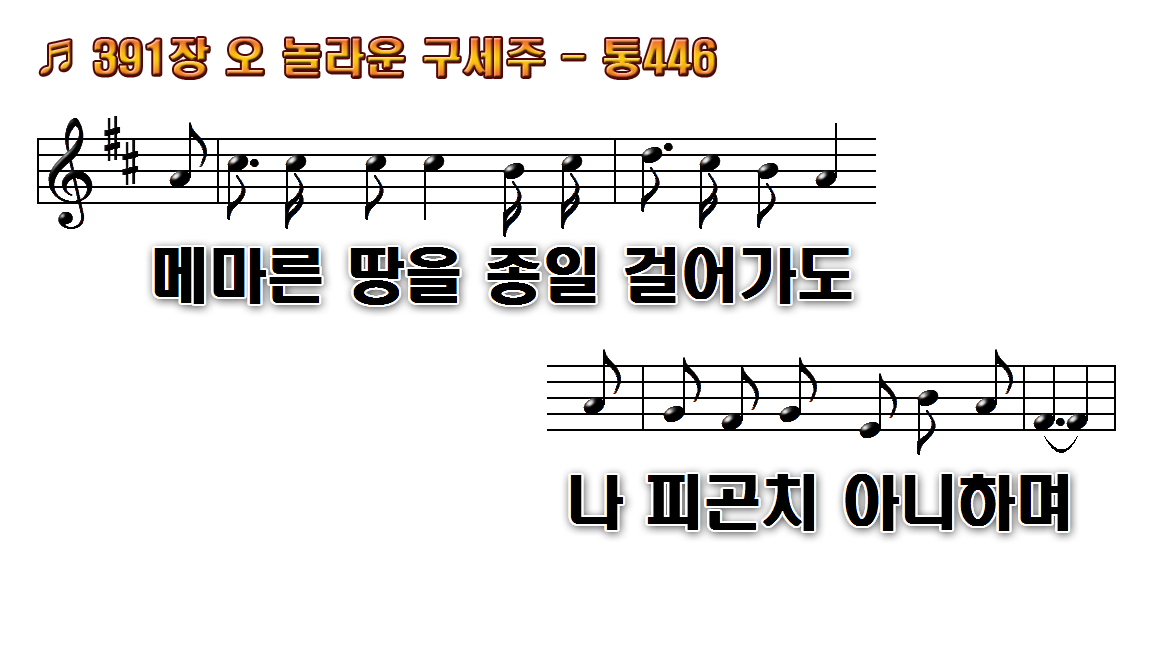 ♬ 391장 오 놀라운 구세주 - 통446
메마른 땅을 종일 걸어가도
나 피곤치 아니하며